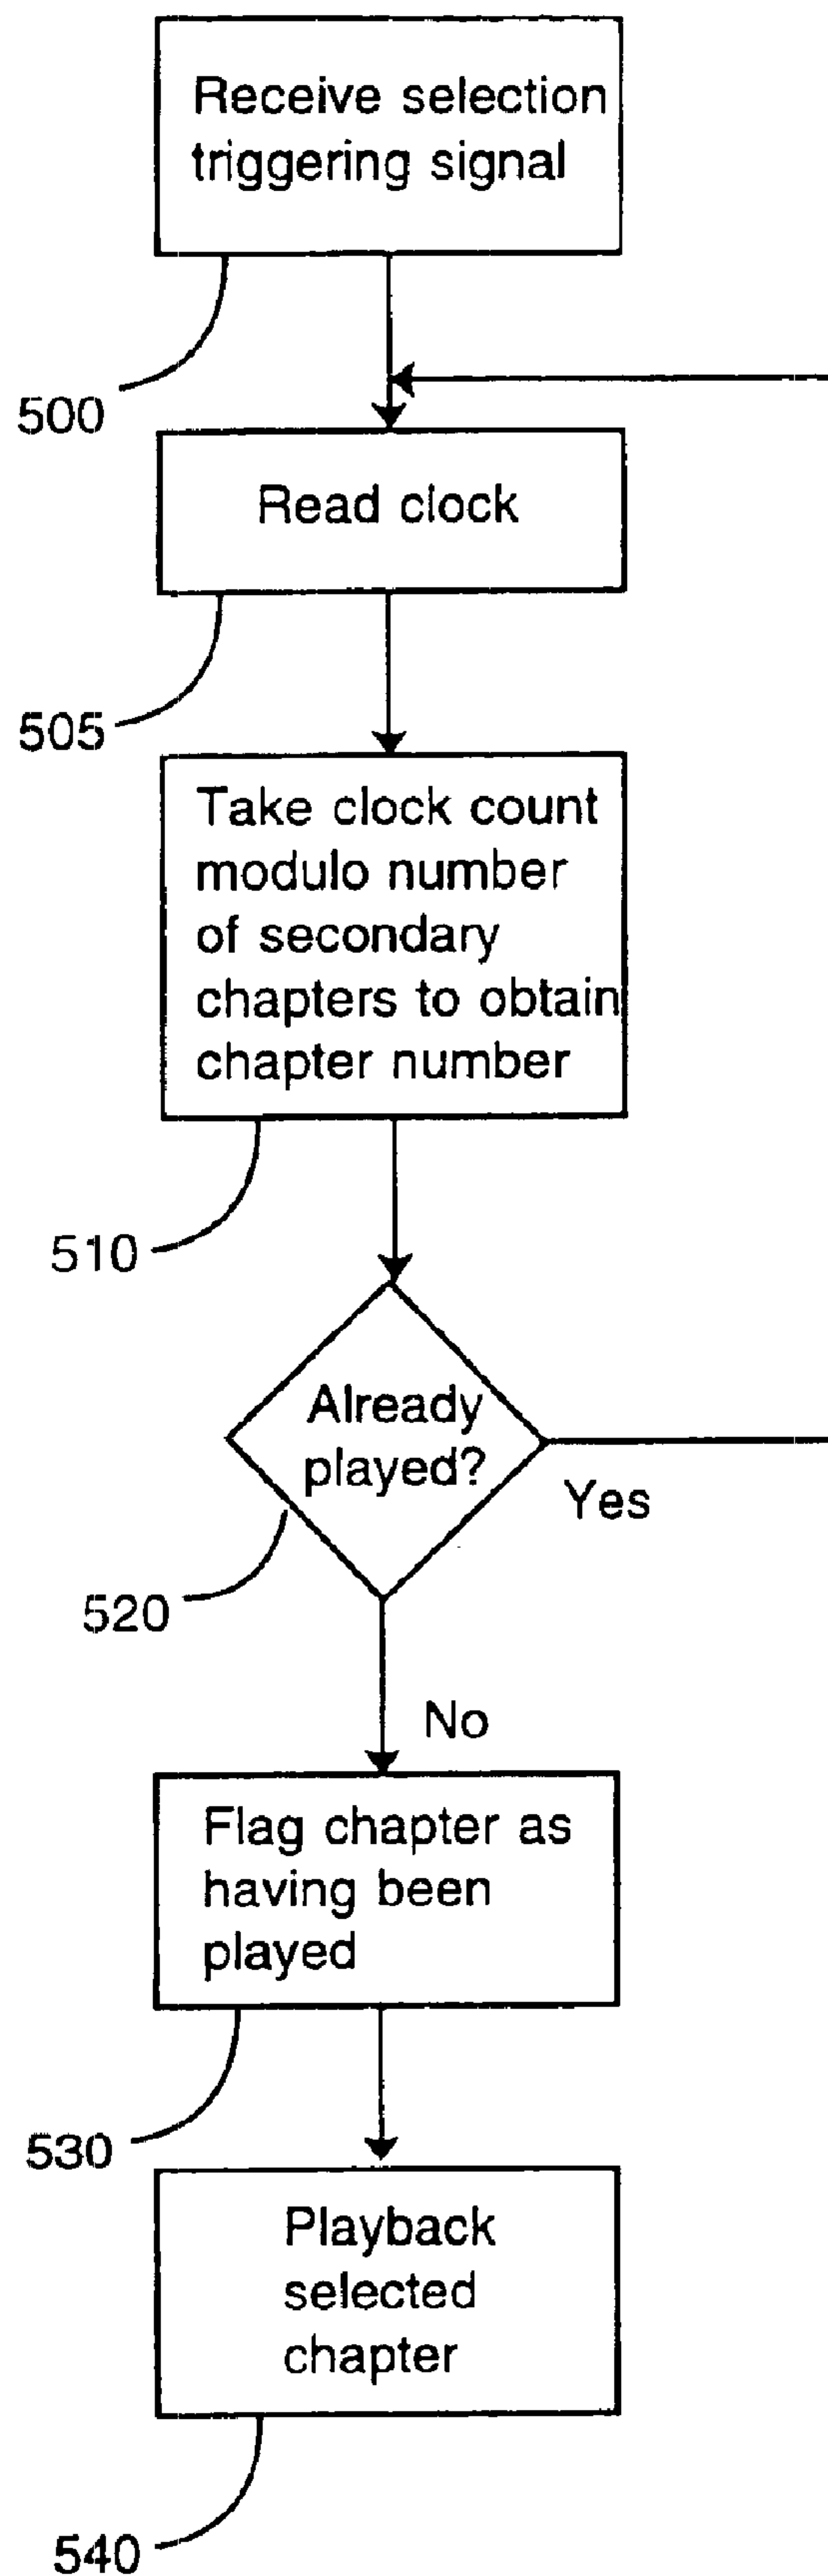 Receive selection
triggering signal
500
Read clock
505
Take clock count
modulo number
of secondary
chapters to obtain
chapter number
510
Already
played?
Yes
520
No
Flag chapter as
having been
played
530
Playback
selected
chapter
540